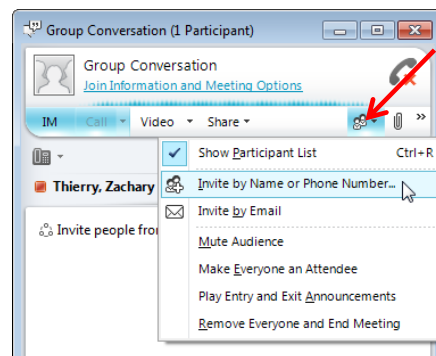 Group Conversation (1 Participant)
Group Conversation
Join Information and Meeting Options
IM Call Video Share
Show Participant List Ctrl+R
Thierry, Zachary
Invite by Name or Phone Number...
Invite people from
Invite by Email
Mute Audience
Make Everyone an Attendee
Play Entry and Exit Announcements
Remove Everyone and End Meeting